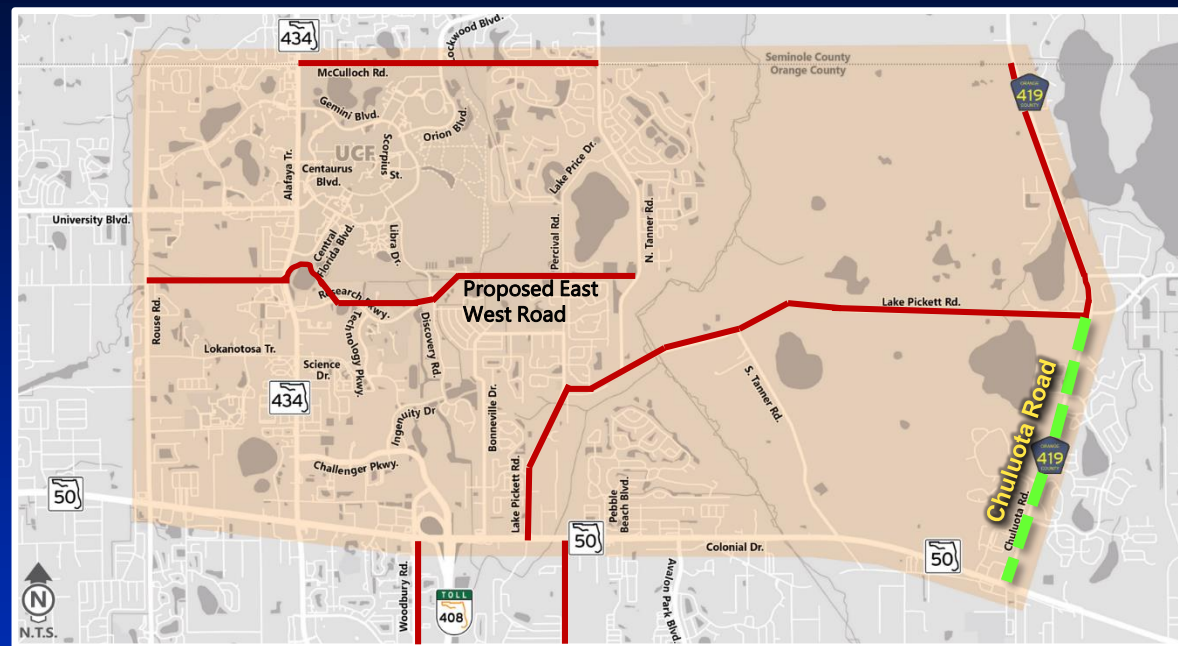 434
Lockwood Blvd.
Seminole County
Orange County
McCulloch Rd.
ORANGE
419
COUNTY
Gemini Blvd.
Orion Blvd.
Scorpius
St.
UCF
Lake Price Dr.
Centaurus
Blvd.
Alafaya Tr.
University Blvd.
Central
Florida Blvd.
Libra Dr.
Percival Rd.
N. Tanner Rd.
Research Pkwy.
Proposed East
West Road
Lake Pickett Rd.
Rouse Rd.
Technology Pkwy.
Discovery Rd.
Lokanotosa Tr.
Science
Dr.
S. Tanner Rd.
434
Ingenuity Dr
Bonneville Dr.
Chuluota Road
ORANGE
419
COUNTY
Challenger Pkwy.
50
Lake Pickett Rd.
Pebble
Beach Blvd.
Chuluota Rd.
50
Colonial Dr.
50
Woodbury Rd.
TOLL
408
Avalon Park Blvd.
N
N.T.S.